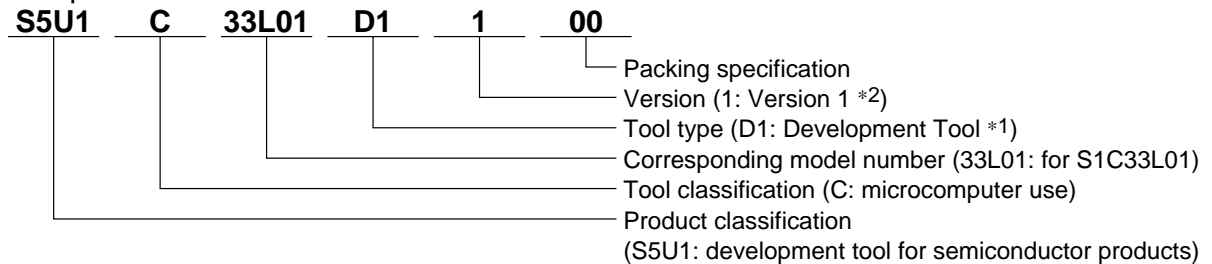 S5U1 C 33L01 D1 1 00
Packing specification
Version (1: Version 1 *2)
Tool type (D1: Development Tool *1)
Corresponding model number (33L01: for S1C33L01)
Tool classification (C: microcomputer use)
Product classification
(S5U1: development tool for semiconductor products)